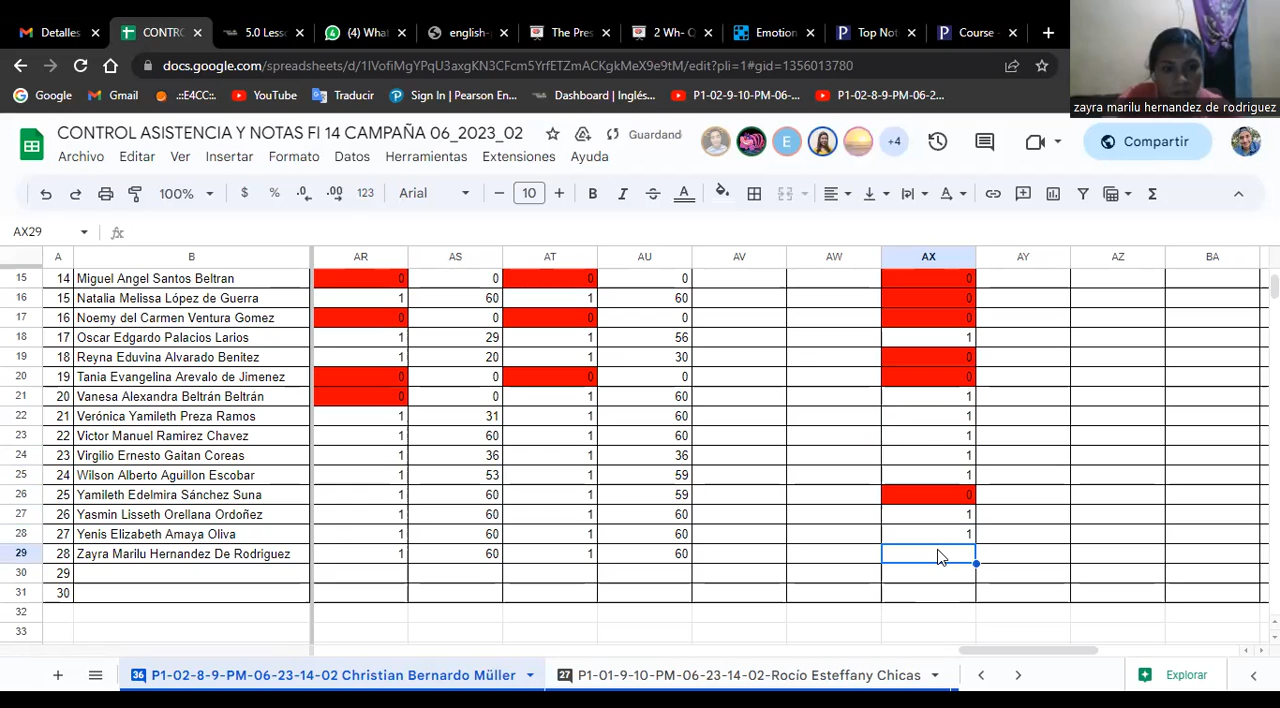 Detalles
CONTRO
5.0 Less
(4) What
english-
The Pres
2 Wh- Q
Emotion
Top Not
Course -
docs.google.com/spreadsheets/d/1IVofiMgYPqU3axgKN3CFcm5YrfETZmACKgkMeX9e9tM/edit?pli=1#gid=1356013780
Google
Gmail
.::E4CC:.
YouTube
Traducir
Sign In | Pearson En...
Dashboard | Inglés...
P1-02-9-10-PM-06-...
P1-02-8-9-PM-06-2...
zayra marilu hernandez de rodriguez
CONTROL ASISTENCIA Y NOTAS FI 14 CAMPAÑA 06_2023_02
Guardand
E
+4
Compartir
Archivo Editar Ver Insertar Formato Datos Herramientas Extensiones Ayuda
100% $ % .0 .00 123 Arial 10 B I A
AX29
A B AR AS AT AU AV AW AX AY AZ BA
15 14 Miguel Angel Santos Beltran 0 0 0 0 0
16 15 Natalia Melissa López de Guerra 1 60 1 60 0
17 16 Noemy del Carmen Ventura Gomez 0 0 0 0 0
18 17 Oscar Edgardo Palacios Larios 1 29 1 56 1
19 18 Reyna Eduvina Alvarado Benitez 1 20 1 30 0
20 19 Tania Evangelina Arevalo de Jimenez 0 0 0 0 0
21 20 Vanesa Alexandra Beltrán Beltrán 0 0 1 60 1
22 21 Verónica Yamileth Preza Ramos 1 31 1 60 1
23 22 Victor Manuel Ramirez Chavez 1 60 1 60 1
24 23 Virgilio Ernesto Gaitan Coreas 1 36 1 36 1
25 24 Wilson Alberto Aguillon Escobar 1 53 1 59 1
26 25 Yamileth Edelmira Sánchez Suna 1 60 1 59 0
27 26 Yasmin Lisseth Orellana Ordoñez 1 60 1 60 1
28 27 Yenis Elizabeth Amaya Oliva 1 60 1 60 1
29 28 Zayra Marilu Hernandez De Rodriguez 1 60 1 60
30 29
31 30
32
33
36 P1-02-8-9-PM-06-23-14-02 Christian Bernardo Müller
27 P1-01-9-10-PM-06-23-14-02-Rocío Esteffany Chicas
Explorar